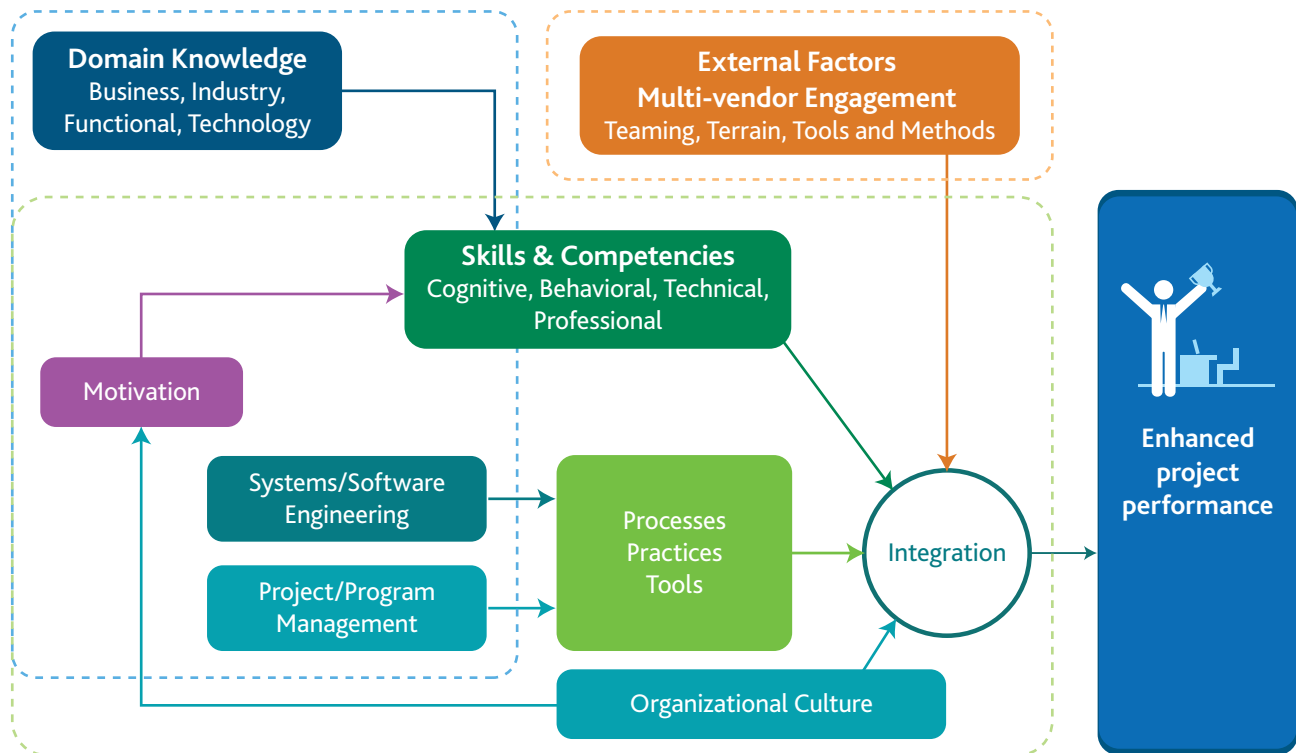 Domain Knowledge
Business, Industry,
Functional, Technology
External Factors
Multi-vendor Engagement
Teaming, Terrain, Tools and Methods
Skills & Competencies
Cognitive, Behavioral, Technical,
Professional
Motivation
Systems/Software
Engineering
Project/Program
Management
Processes
Practices
Tools
Integration
Organizational Culture
Enhanced
project
performance